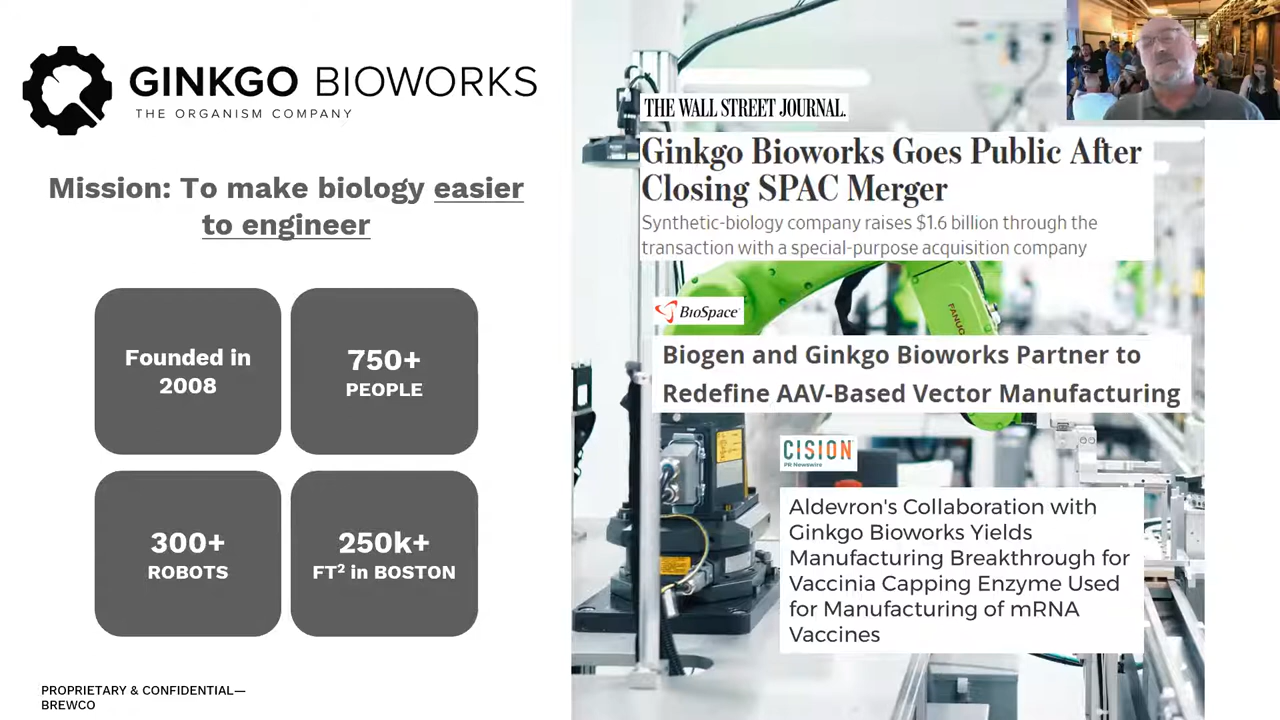 GINKGO BIOWORKS
THE ORGANISM COMPANY
Mission: To make biology easier
to engineer
Founded in
2008
750+
PEOPLE
300+
ROBOTS
250k+
FT² in BOSTON
PROPRIETARY & CONFIDENTIAL—
BREWCO
THE WALL STREET JOURNAL.
Ginkgo Bioworks Goes Public After
Closing SPAC Merger
Synthetic-biology company raises $1.6 billion through the
transaction with a special-purpose acquisition company
FANUC
BioSpace
Biogen and Ginkgo Bioworks Partner to
Redefine AAV-Based Vector Manufacturing
CISION
PR Newswire
Aldevron's Collaboration with
Ginkgo Bioworks Yields
Manufacturing Breakthrough for
Vaccinia Capping Enzyme Used
for Manufacturing of mRNA
Vaccines